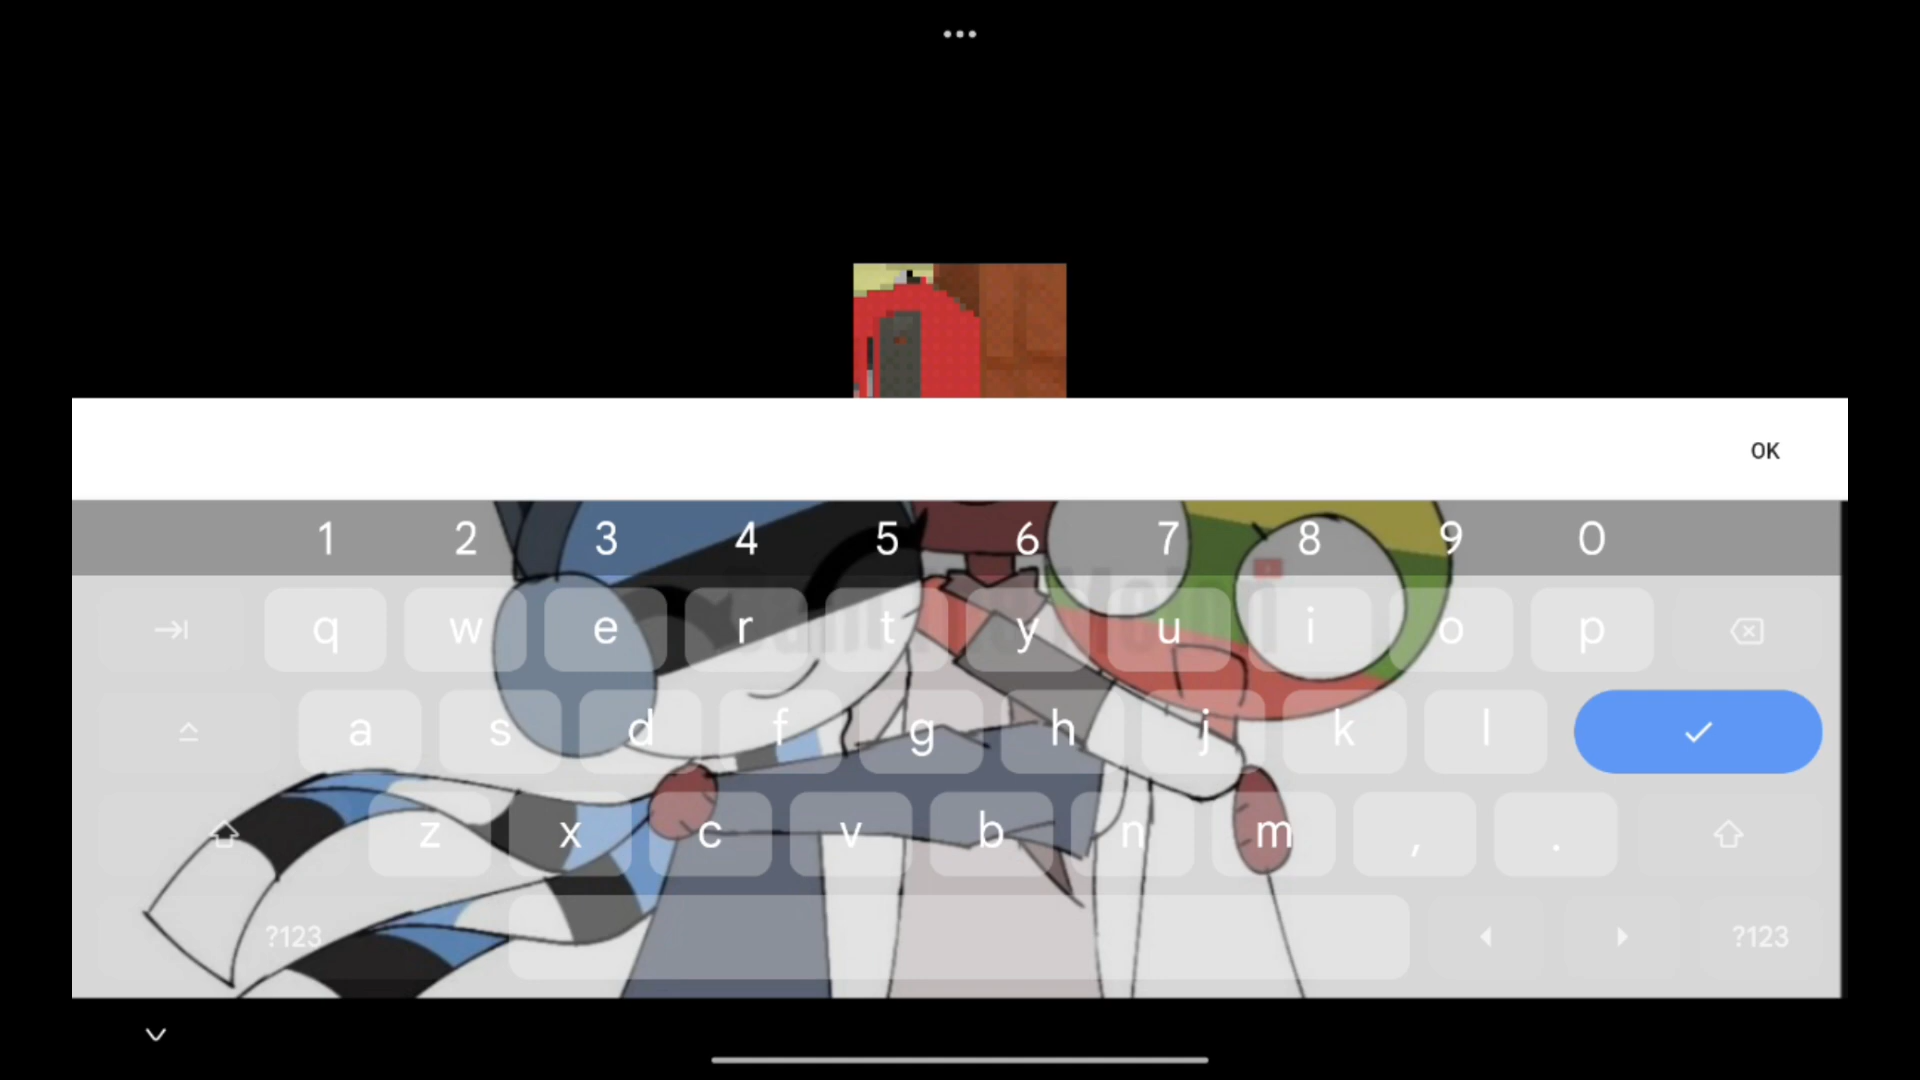 OK
1 2 3 4 5 6 7 8 9 0
q w e r t y u i o p
a s d f g h j k l
z x c v b n m , .
?123 ?123